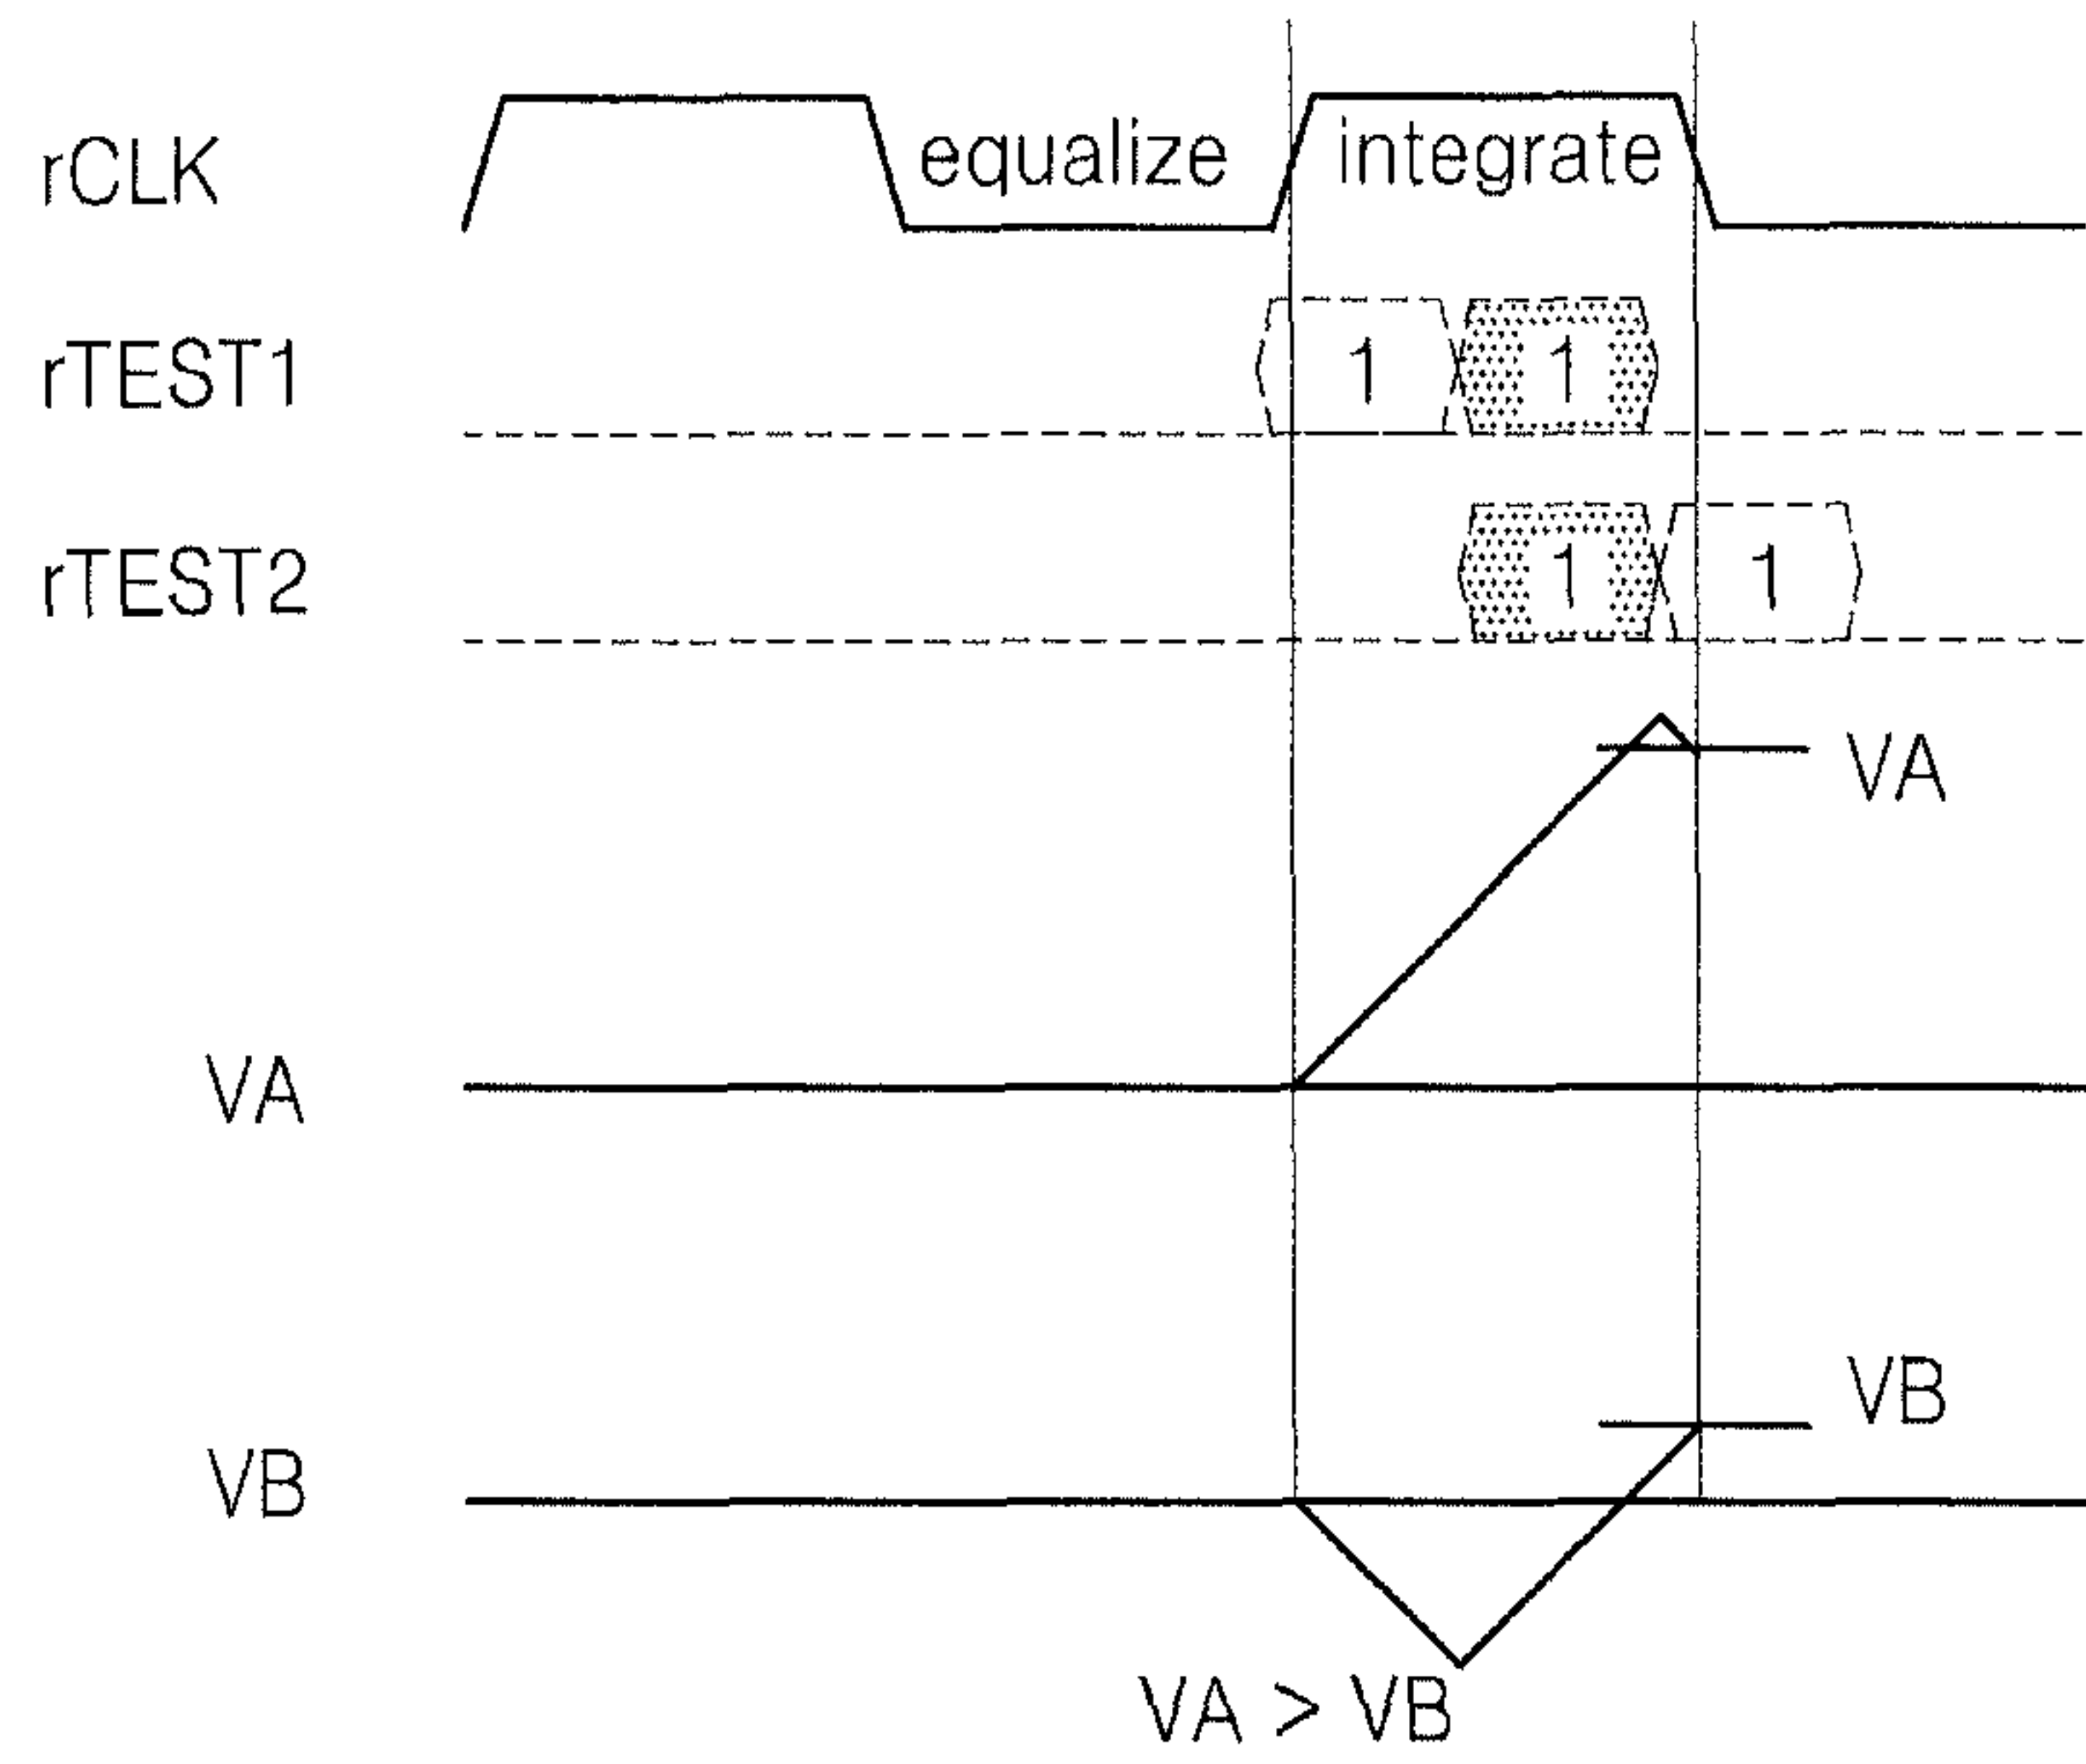 rCLK equalize integrate
rTEST1 1 1
rTEST2 1 1
VA
VA
VB
VB
VA > VB